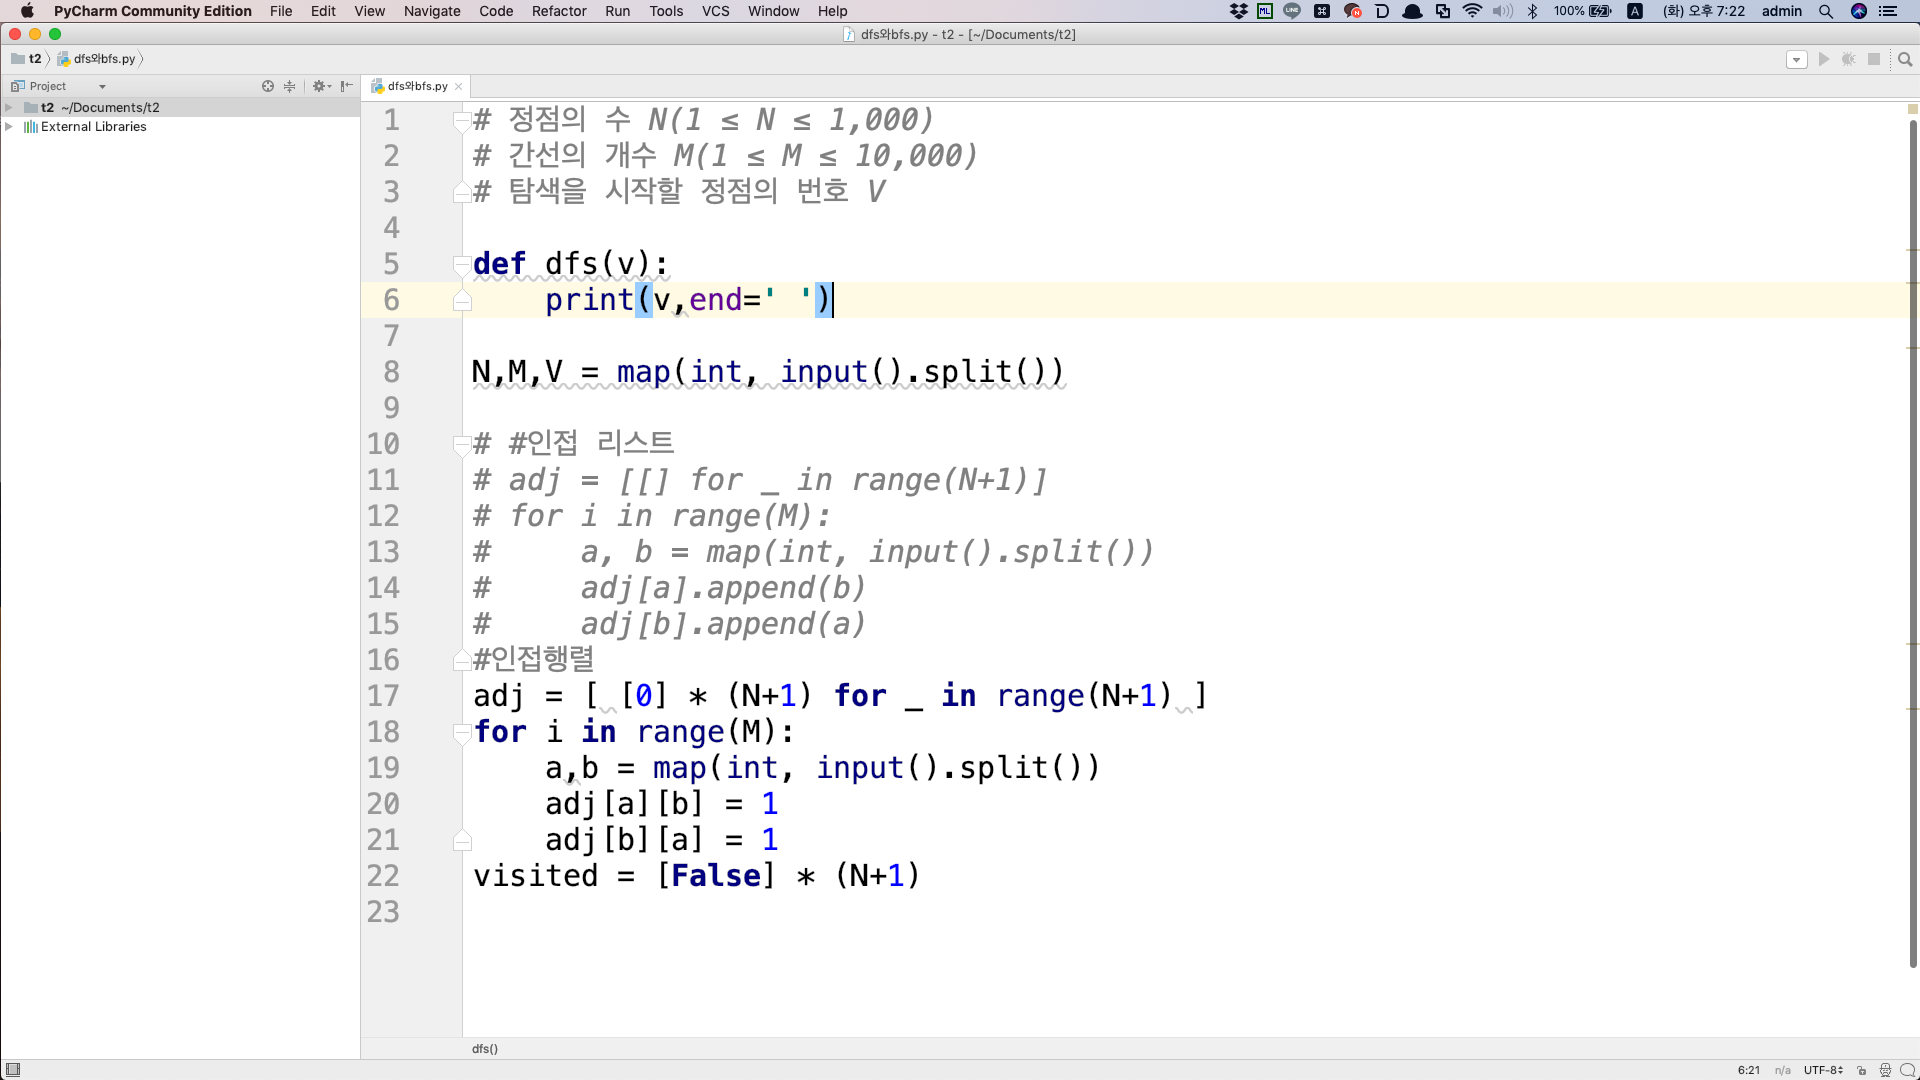 PyCharm Community Edition File Edit View Navigate Code Refactor Run Tools VCS Window Help 100% A (화) 오후 7:22 admin
dfs와bfs.py - t2 - [~/Documents/t2]
t2 dfs와bfs.py
Project
dfs와bfs.py
t2 ~/Documents/t2
External Libraries
1 # 정점의 수 N(1 ≤ N ≤ 1,000)
2 # 간선의 개수 M(1 ≤ M ≤ 10,000)
3 # 탐색을 시작할 정점의 번호 V
4
5 def dfs(v):
6     print(v,end=' ')
7
8 N,M,V = map(int, input().split())
9
10 # #인접 리스트
11 # adj = [[] for _ in range(N+1)]
12 # for i in range(M):
13 #     a, b = map(int, input().split())
14 #     adj[a].append(b)
15 #     adj[b].append(a)
16 #인접행렬
17 adj = [ [0] * (N+1) for _ in range(N+1) ]
18 for i in range(M):
19     a,b = map(int, input().split())
20     adj[a][b] = 1
21     adj[b][a] = 1
22 visited = [False] * (N+1)
23
dfs()
6:21 n/a UTF-8